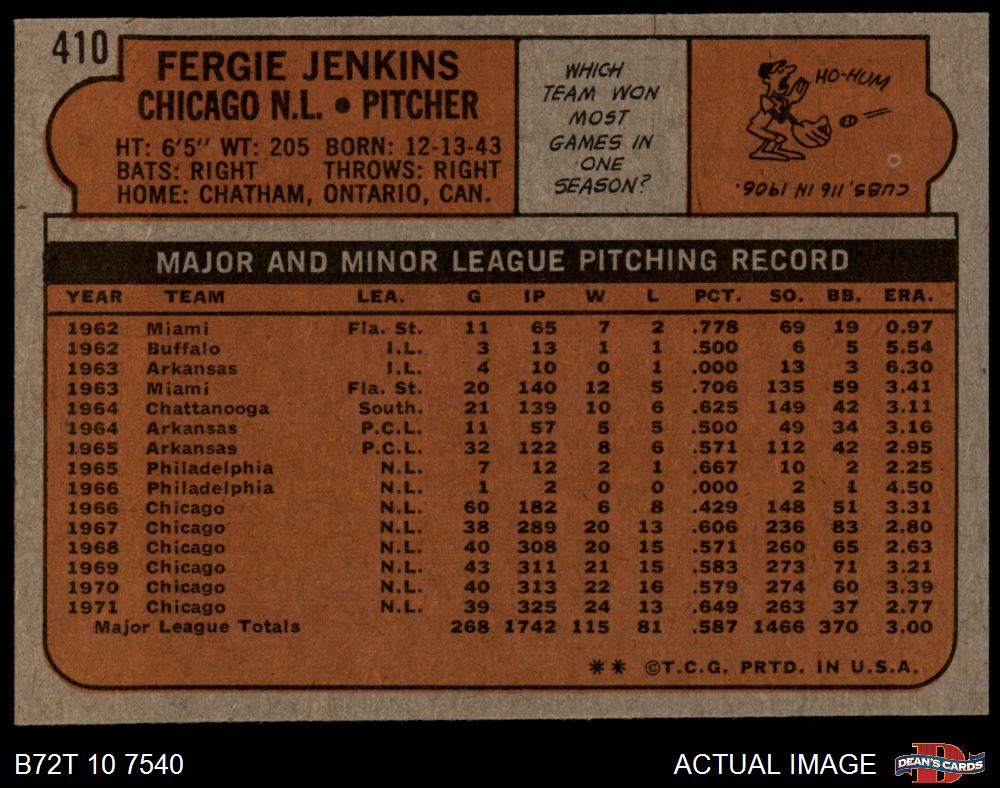 410
FERGIE JENKINS
CHICAGO N.L. • PITCHER
HT: 6'5" WT: 205 BORN: 12-13-43
BATS: RIGHT THROWS: RIGHT
HOME: CHATHAM, ONTARIO, CAN.
WHICH
TEAM WON
MOST
GAMES IN
ONE
SEASON?
HO-HUM
CUBS, 116 IN 1906.
MAJOR AND MINOR LEAGUE PITCHING RECORD
YEAR TEAM LEA. G IP W L PCT. SO. BB. ERA.
1962 Miami Fla. St. 11 65 7 2 .778 69 19 0.97
1962 Buffalo I.L. 3 13 1 1 .500 6 5 5.54
1963 Arkansas I.L. 4 10 0 1 .000 13 3 6.30
1963 Miami Fla. St. 20 140 12 5 .706 135 59 3.41
1964 Chattanooga South. 21 139 10 6 .625 149 42 3.11
1964 Arkansas P.C.L. 11 57 5 5 .500 49 34 3.16
1965 Arkansas P.C.L. 32 122 8 6 .571 112 42 2.95
1965 Philadelphia N.L. 7 12 2 1 .667 10 2 2.25
1966 Philadelphia N.L. 1 2 0 0 .000 2 1 4.50
1966 Chicago N.L. 60 182 6 8 .429 148 51 3.31
1967 Chicago N.L. 38 289 20 13 .606 236 83 2.80
1968 Chicago N.L. 40 308 20 15 .571 260 65 2.63
1969 Chicago N.L. 43 311 21 15 .583 273 71 3.21
1970 Chicago N.L. 40 313 22 16 .579 274 60 3.39
1971 Chicago N.L. 39 325 24 13 .649 263 37 2.77
Major League Totals 268 1742 115 81 .587 1466 370 3.00
** ©T.C.G. PRTD. IN U.S.A.
B72T 10 7540
ACTUAL IMAGE
D
DEAN'S CARDS